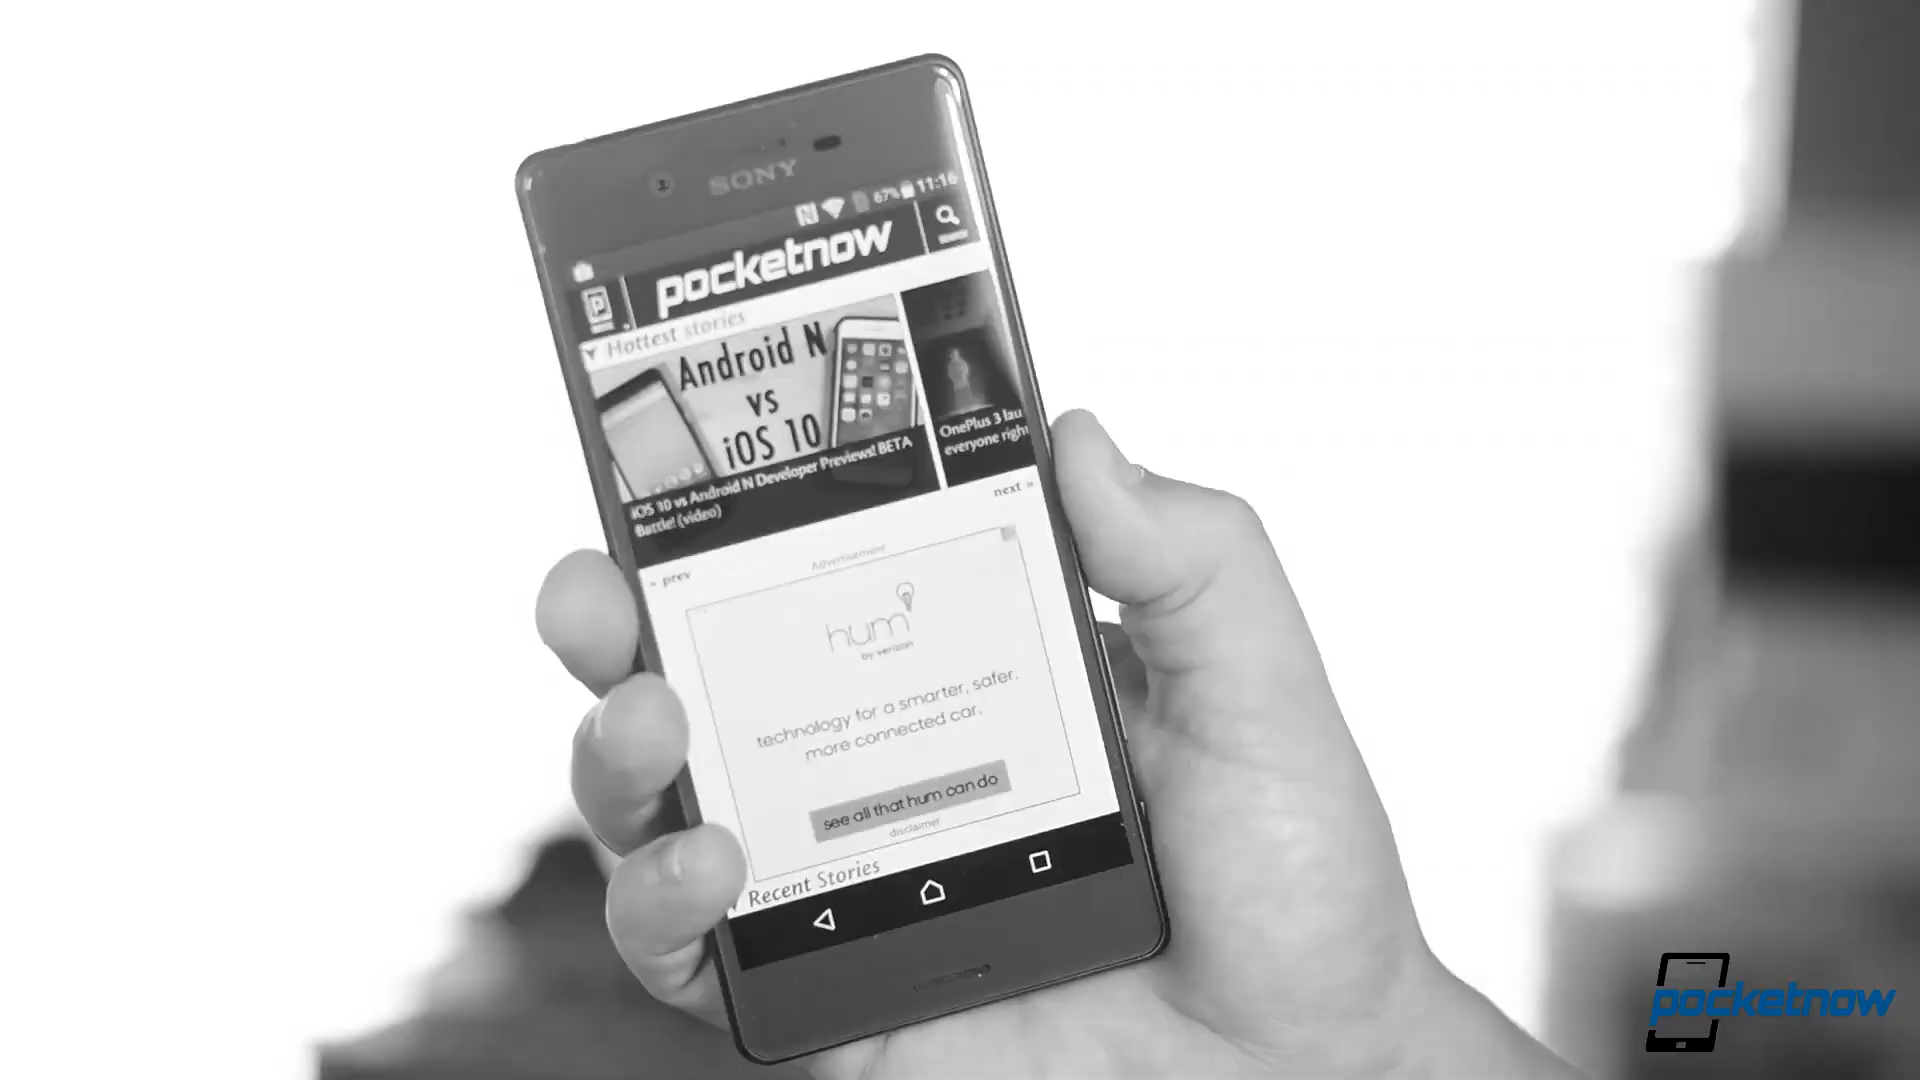 SONY
67% 11:16
pocketnow
Hottest stories
Android N
vs
iOS 10
iOS 10 vs Android N Developer Previews! BETA
Battle! (video)
OnePlus 3 lau
everyone righ
next »
« prev
Advertisement
hum
by verizon
technology for a smarter, safer,
more connected car.
see all that hum can do
disclaimer
Recent Stories
pocketnow